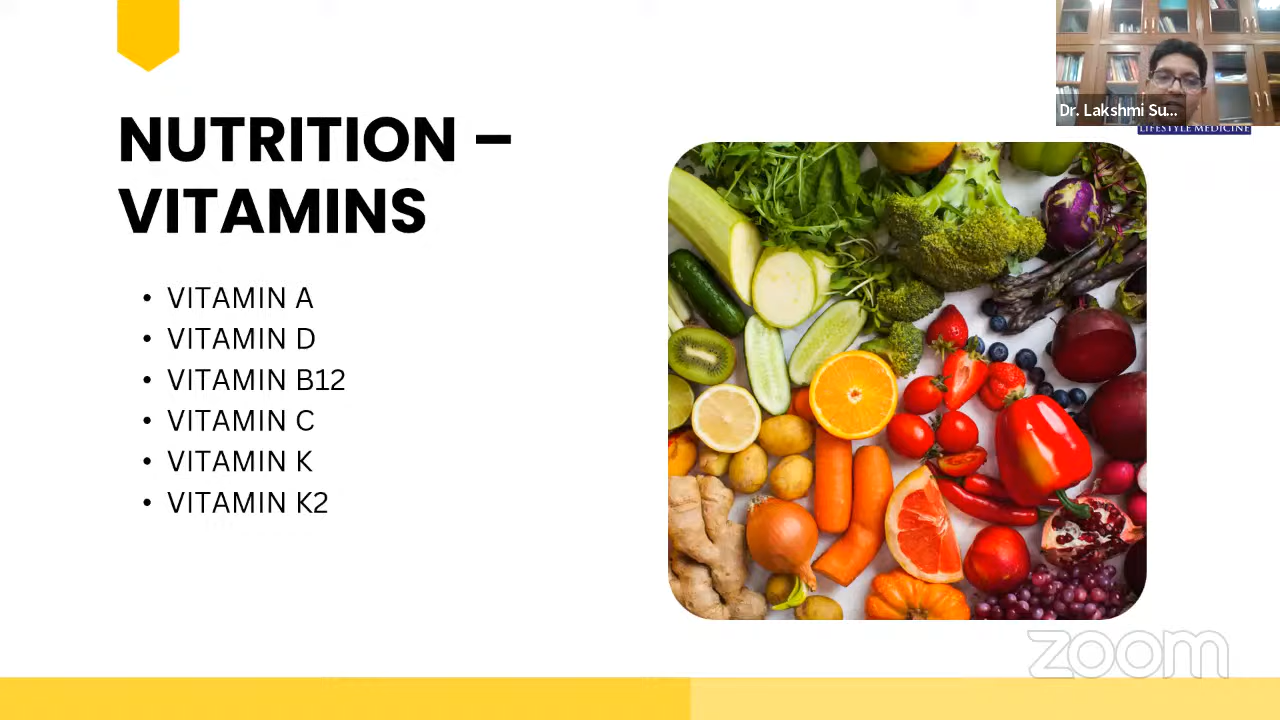 Dr. Lakshmi Su...
LIFESTYLE MEDICINE
NUTRITION –
VITAMINS
• VITAMIN A
• VITAMIN D
• VITAMIN B12
• VITAMIN C
• VITAMIN K
• VITAMIN K2
zoom